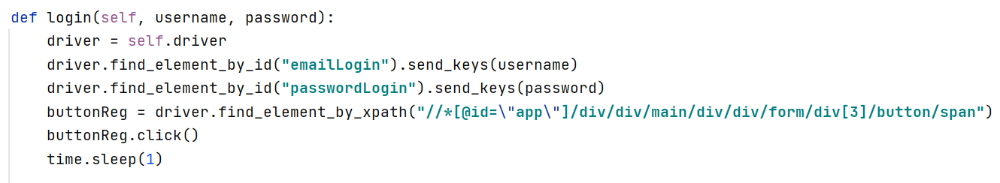 def login(self, username, password):
    driver = self.driver
    driver.find_element_by_id("emailLogin").send_keys(username)
    driver.find_element_by_id("passwordLogin").send_keys(password)
    buttonReg = driver.find_element_by_xpath("//*[@id=\"app\"]/div/div/main/div/div/form/div[3]/button/span")
    buttonReg.click()
    time.sleep(1)